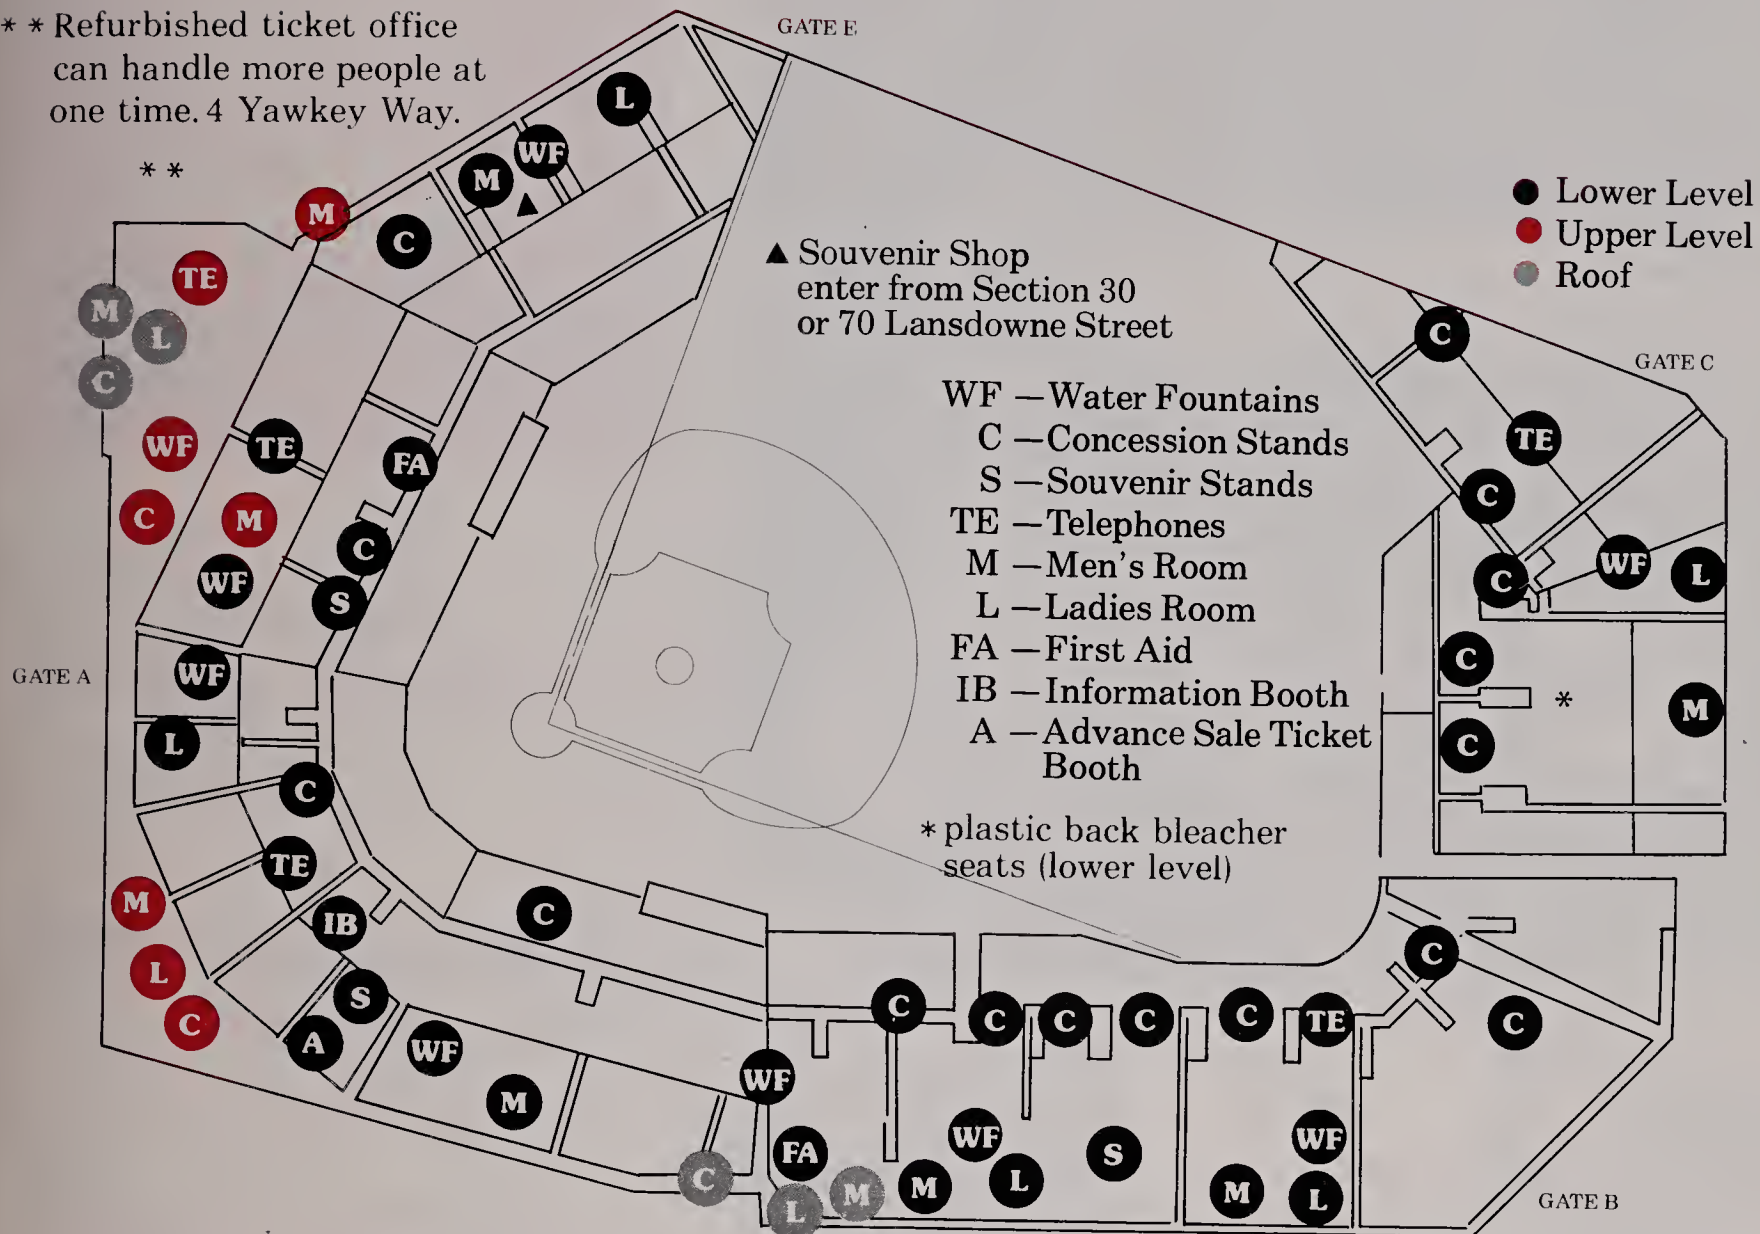 * * Refurbished ticket office
can handle more people at
one time. 4 Yawkey Way.
* *
GATE E
L
WF
M
M
C
TE
M
L
C
WF
TE
FA
C
M
C
WF
S
GATE A
WF
L
C
TE
M
IB
L
S
C
A
WF
M
C
● Lower Level
● Upper Level
● Roof
▲ Souvenir Shop
enter from Section 30
or 70 Lansdowne Street
WF — Water Fountains
C — Concession Stands
S — Souvenir Stands
TE — Telephones
M — Men's Room
L — Ladies Room
FA — First Aid
IB — Information Booth
A — Advance Sale Ticket
Booth
* plastic back bleacher
seats (lower level)
GATE C
C
TE
C
C
WF
L
C
*
M
C
C
C
C
C
C
C
TE
C
C
WF
FA
WF
S
WF
C
L
M
M
L
M
L
GATE B